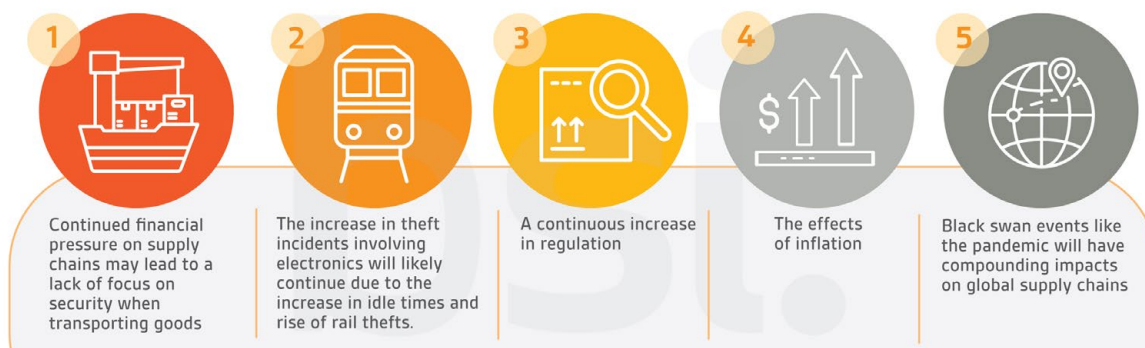 1
Continued financial
pressure on supply
chains may lead to a
lack of focus on
security when
transporting goods
2
The increase in theft
incidents involving
electronics will likely
continue due to the
increase in idle times and
rise of rail thefts.
3
A continuous increase
in regulation
4
$
The effects
of inflation
5
Black swan events like
the pandemic will have
compounding impacts
on global supply chains
bsi.